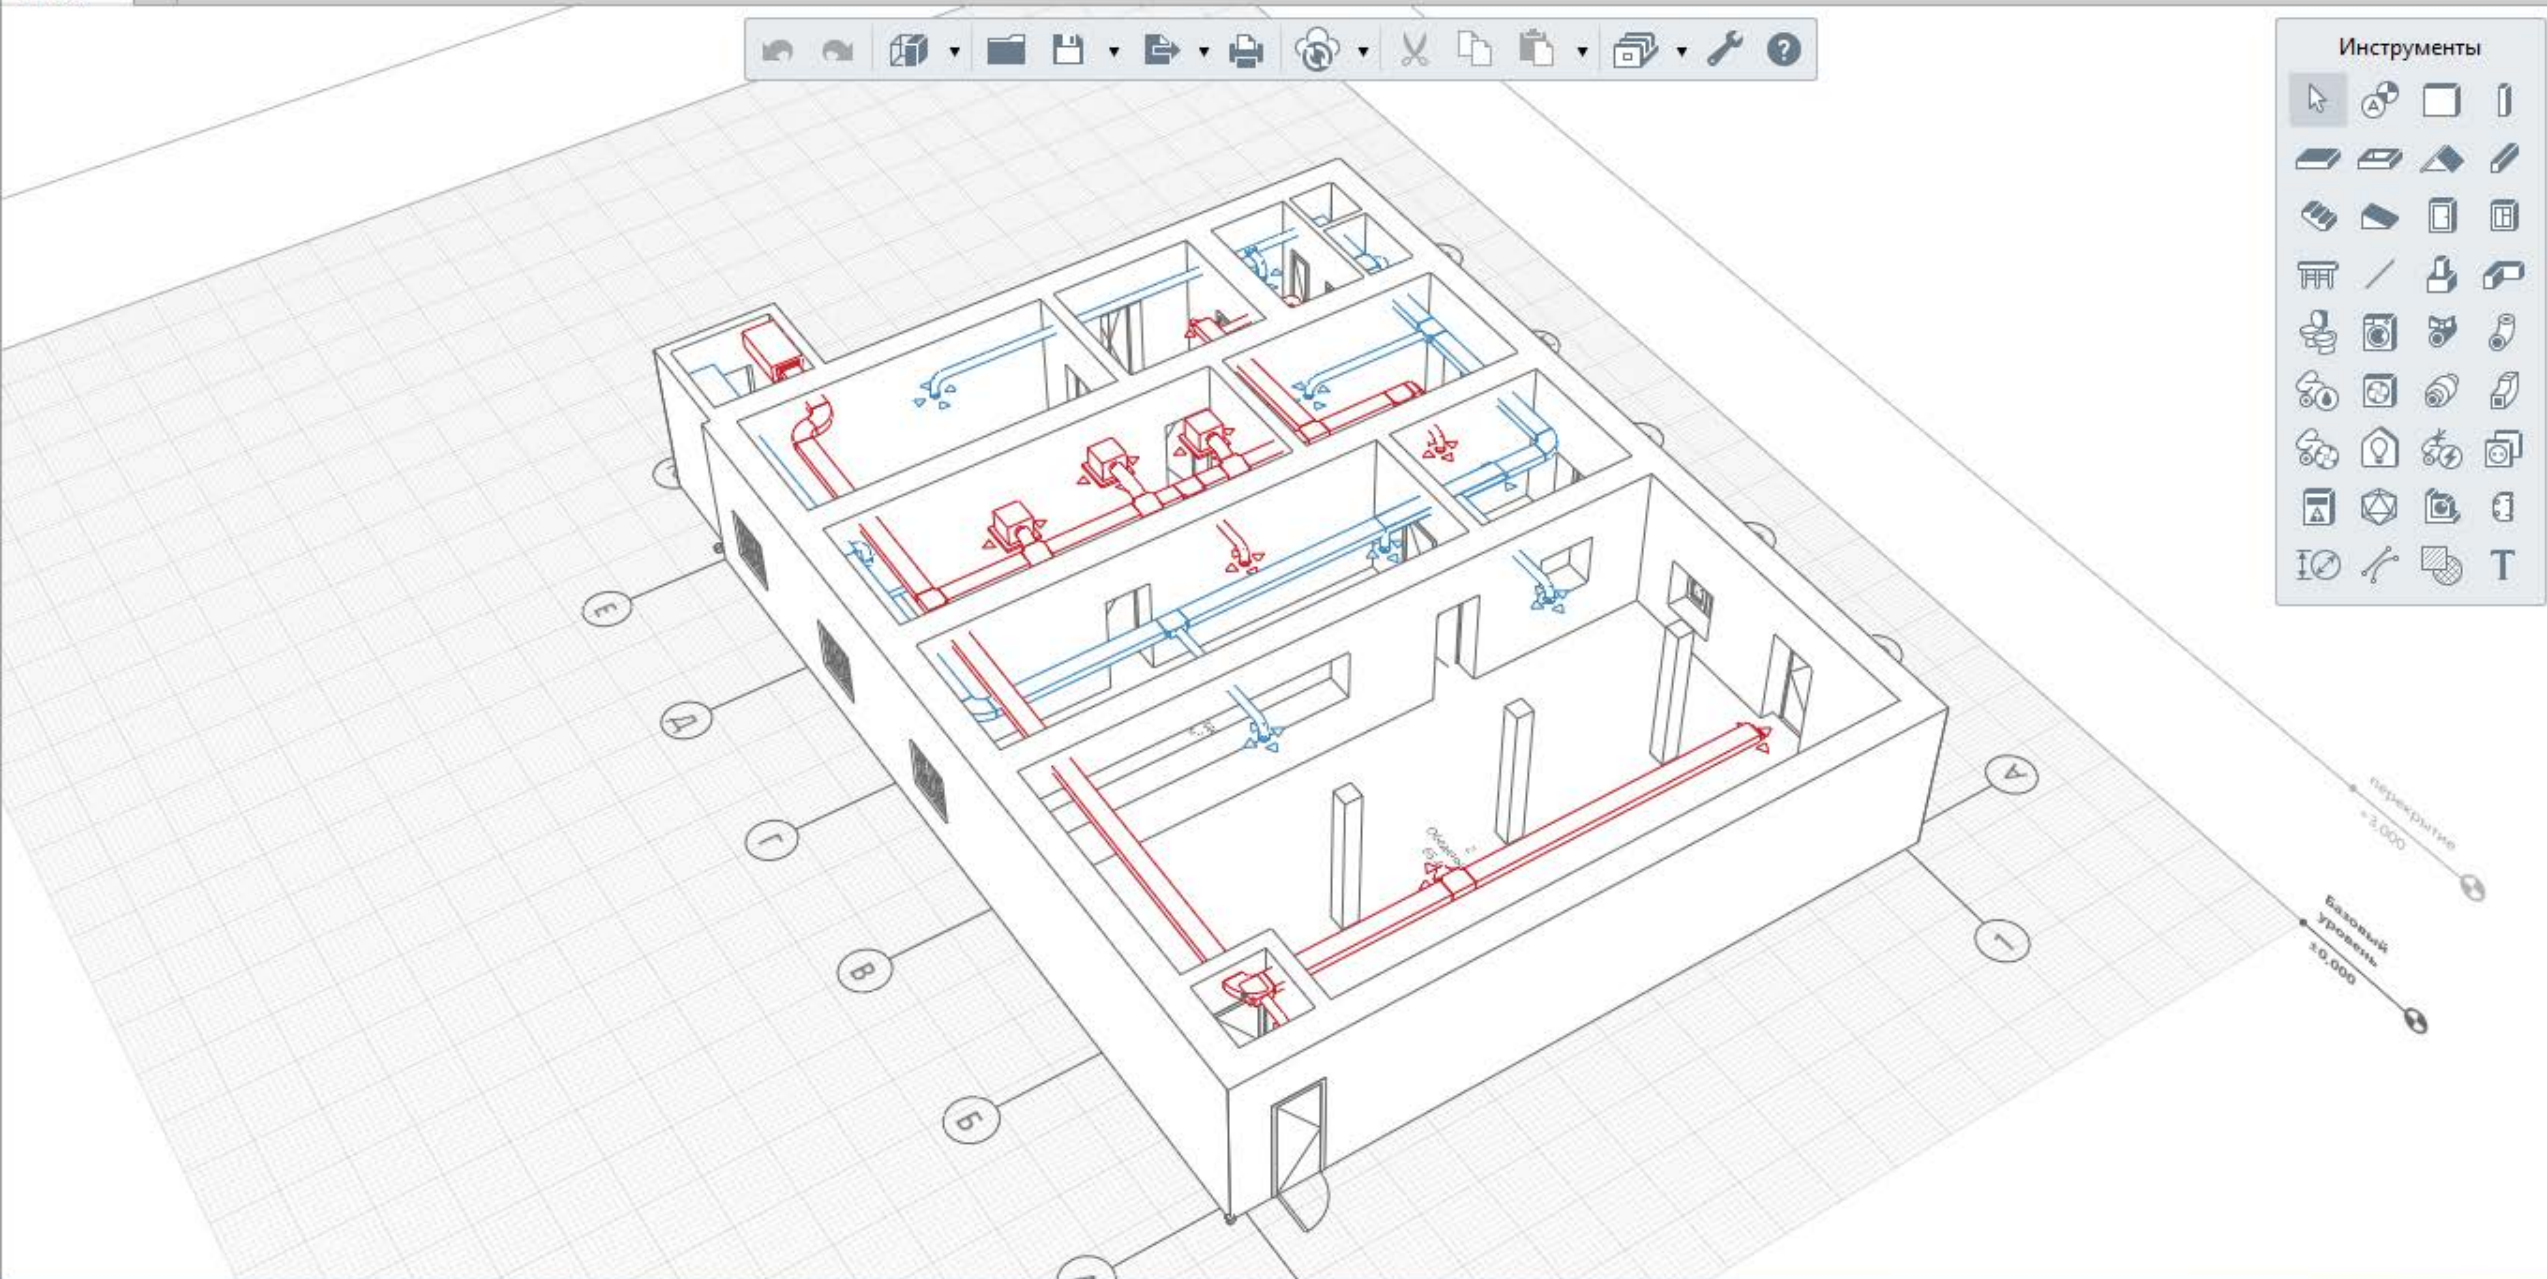 Инструменты
T
Е
Д
Г
В
Б
А
1
перекрытие
+3,000
Базовый
уровень
±0,000